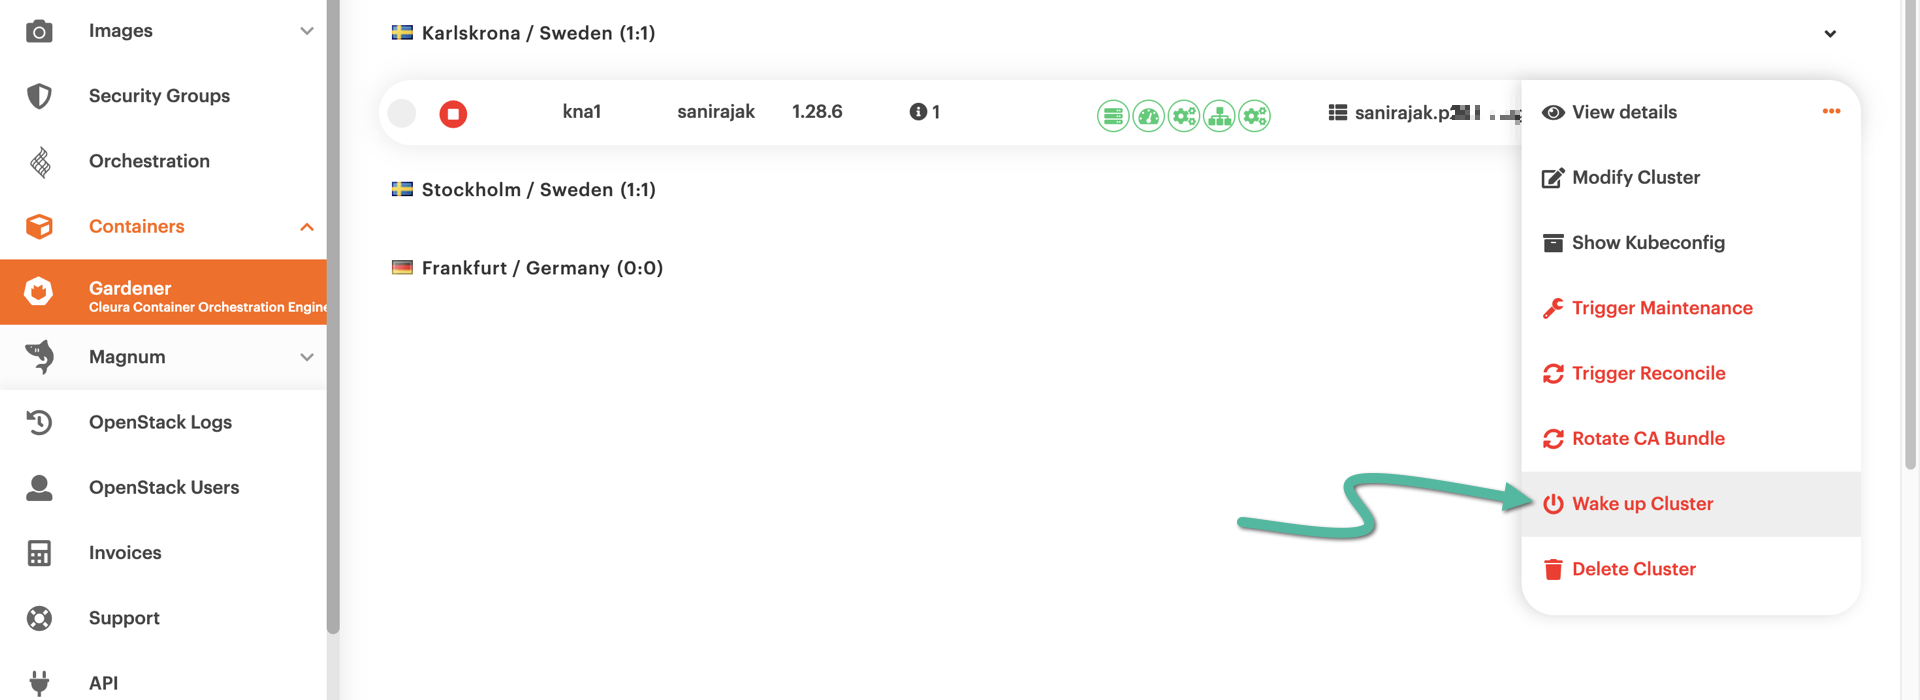 Images
Security Groups
Orchestration
Containers
Gardener
Cleura Container Orchestration Engine
Magnum
OpenStack Logs
OpenStack Users
Invoices
Support
API
Karlskrona / Sweden (1:1)
kna1 sanirajak 1.28.6 1 sanirajak.p
Stockholm / Sweden (1:1)
Frankfurt / Germany (0:0)
View details
Modify Cluster
Show Kubeconfig
Trigger Maintenance
Trigger Reconcile
Rotate CA Bundle
Wake up Cluster
Delete Cluster